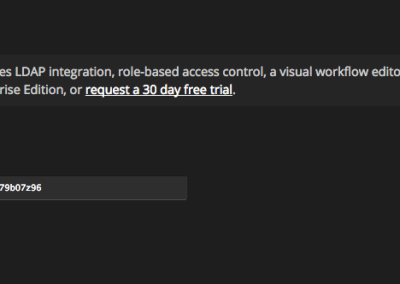 es LDAP integration, role-based access control, a visual workflow edito
rise Edition, or request a 30 day free trial.
79b07z96